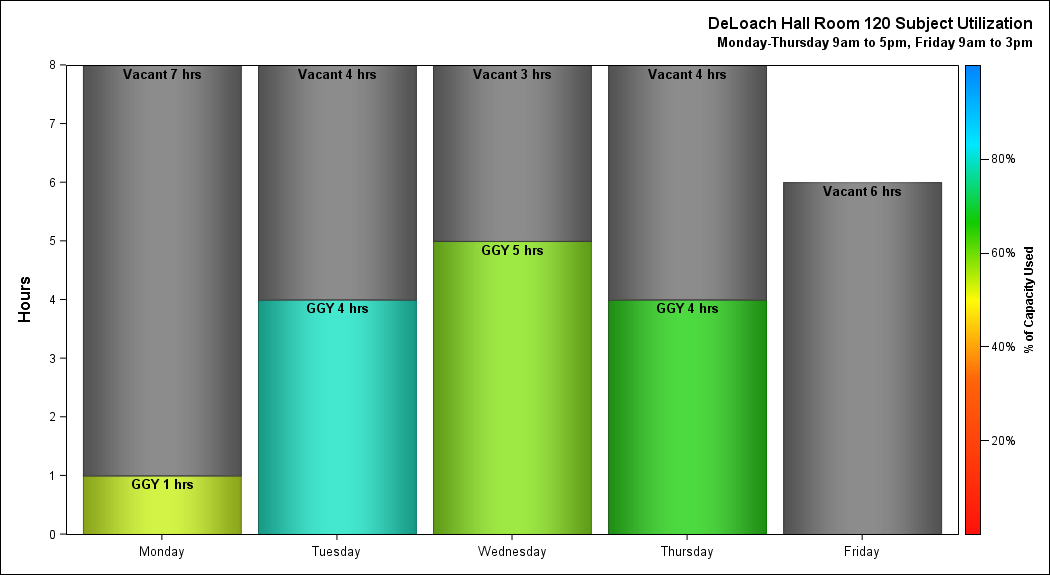 DeLoach Hall Room 120 Subject Utilization
Monday-Thursday 9am to 5pm, Friday 9am to 3pm
Hours
8
7
6
5
4
3
2
1
0
Vacant 7 hrs
GGY 1 hrs
Vacant 4 hrs
GGY 4 hrs
Vacant 3 hrs
GGY 5 hrs
Vacant 4 hrs
GGY 4 hrs
Vacant 6 hrs
Monday
Tuesday
Wednesday
Thursday
Friday
80%
60%
40%
20%
% of Capacity Used